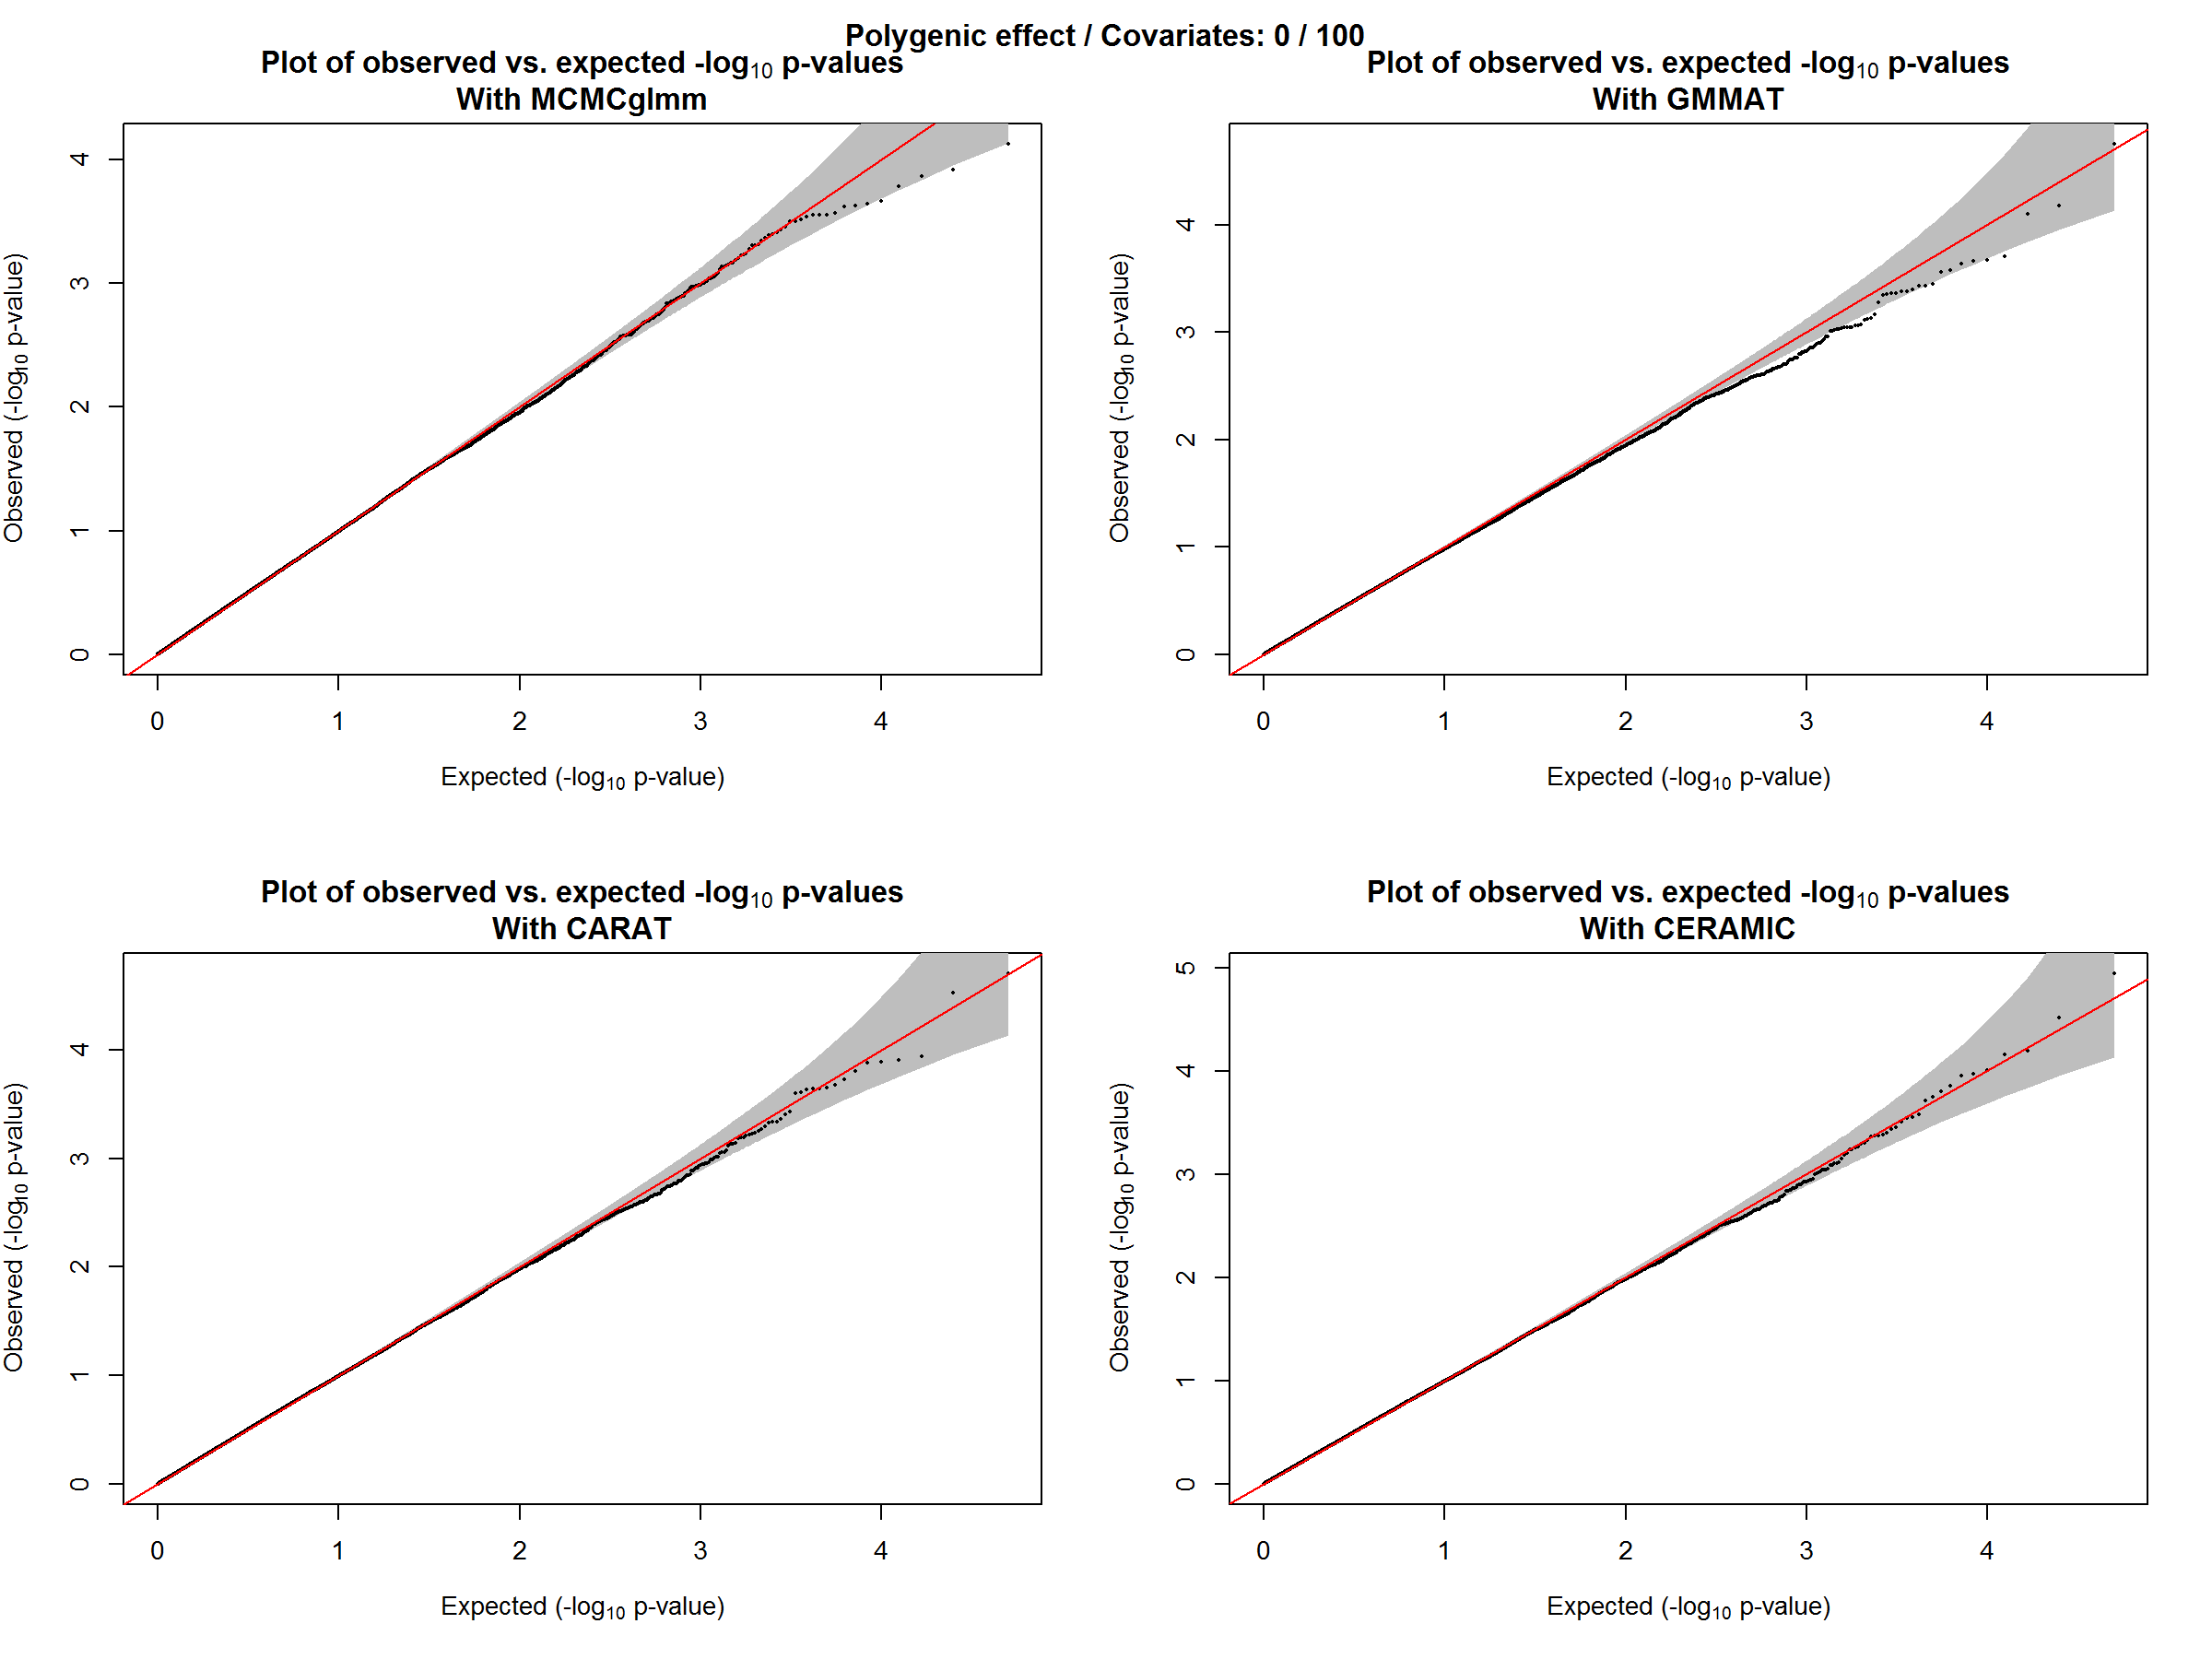 Polygenic effect / Covariates: 0 / 100
Plot of observed vs. expected -log10 p-values
With MCMCglmm
Observed (-log10 p-value)
4
3
2
1
0
0 1 2 3 4
Expected (-log10 p-value)
Plot of observed vs. expected -log10 p-values
With GMMAT
Observed (-log10 p-value)
4
3
2
1
0
0 1 2 3 4
Expected (-log10 p-value)
Plot of observed vs. expected -log10 p-values
With CARAT
Observed (-log10 p-value)
4
3
2
1
0
0 1 2 3 4
Expected (-log10 p-value)
Plot of observed vs. expected -log10 p-values
With CERAMIC
Observed (-log10 p-value)
5
4
3
2
1
0
0 1 2 3 4
Expected (-log10 p-value)